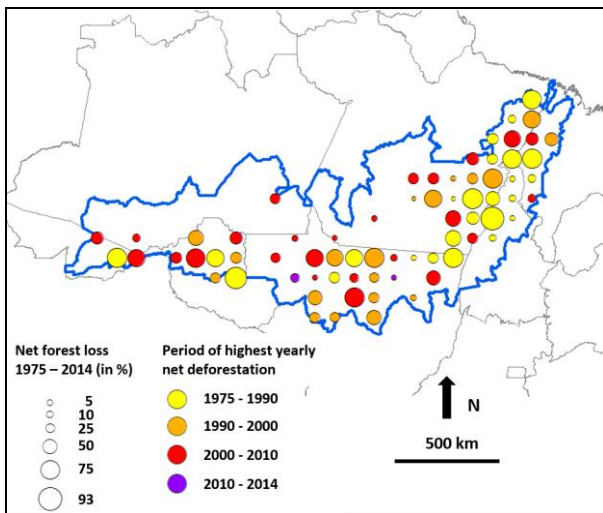 Net forest loss
1975 – 2014 (in %)
5
10
25
50
75
93
Period of highest yearly
net deforestation
1975 - 1990
1990 - 2000
2000 - 2010
2010 - 2014
N
500 km